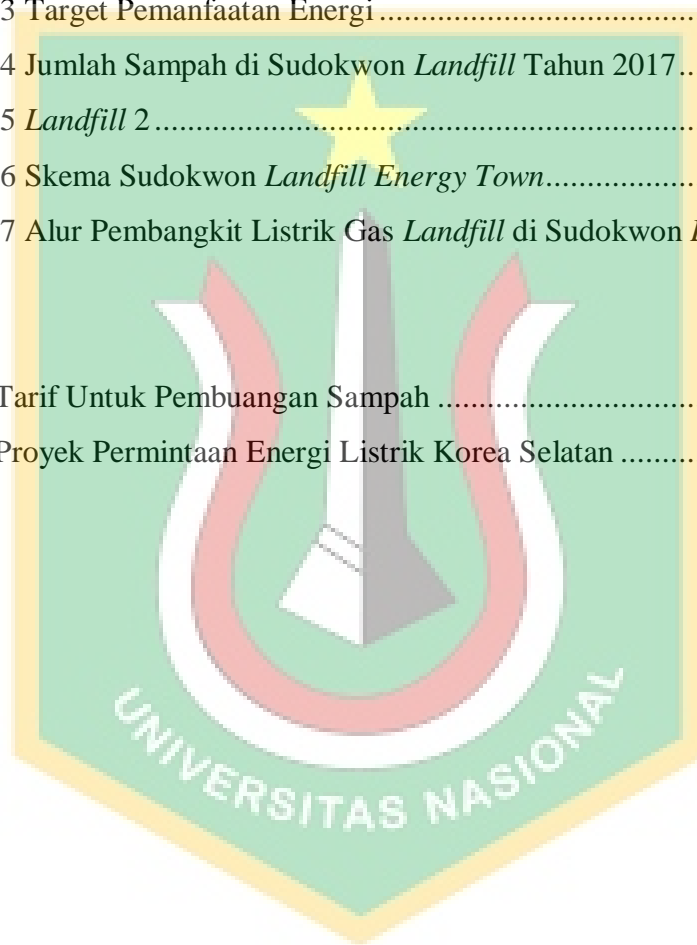 3 Target Pemanfaatan Energi ........................................
4 Jumlah Sampah di Sudokwon Landfill Tahun 2017..
5 Landfill 2....................................................................
6 Skema Sudokwon Landfill Energy Town...................
7 Alur Pembangkit Listrik Gas Landfill di Sudokwon
Tarif Untuk Pembuangan Sampah ................................
Proyek Permintaan Energi Listrik Korea Selatan .........
UNIVERSITAS NASIONAL